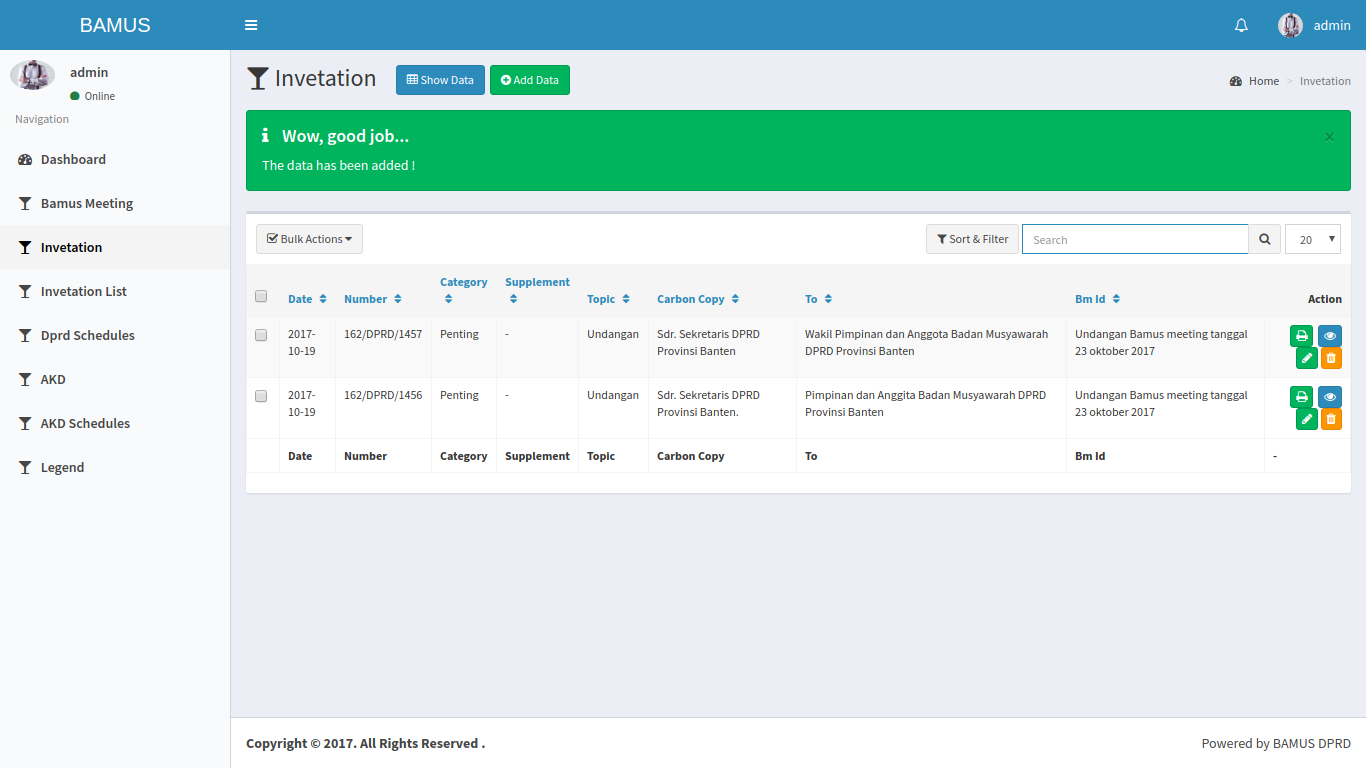 BAMUS
admin
admin
Online
Navigation
Dashboard
Bamus Meeting
Invetation
Invetation List
Dprd Schedules
AKD
AKD Schedules
Legend
Invetation Show Data Add Data
Home > Invetation
Wow, good job... ×
The data has been added !
Bulk Actions Sort & Filter Search 20
Date Number Category Supplement Topic Carbon Copy To Bm Id Action
2017- 162/DPRD/1457 Penting - Undangan Sdr. Sekretaris DPRD Wakil Pimpinan dan Anggota Badan Musyawarah Undangan Bamus meeting tanggal
10-19 Provinsi Banten DPRD Provinsi Banten 23 oktober 2017
2017- 162/DPRD/1456 Penting - Undangan Sdr. Sekretaris DPRD Pimpinan dan Anggita Badan Musyawarah DPRD Undangan Bamus meeting tanggal
10-19 Provinsi Banten. Provinsi Banten 23 oktober 2017
Date Number Category Supplement Topic Carbon Copy To Bm Id -
Copyright © 2017. All Rights Reserved . Powered by BAMUS DPRD